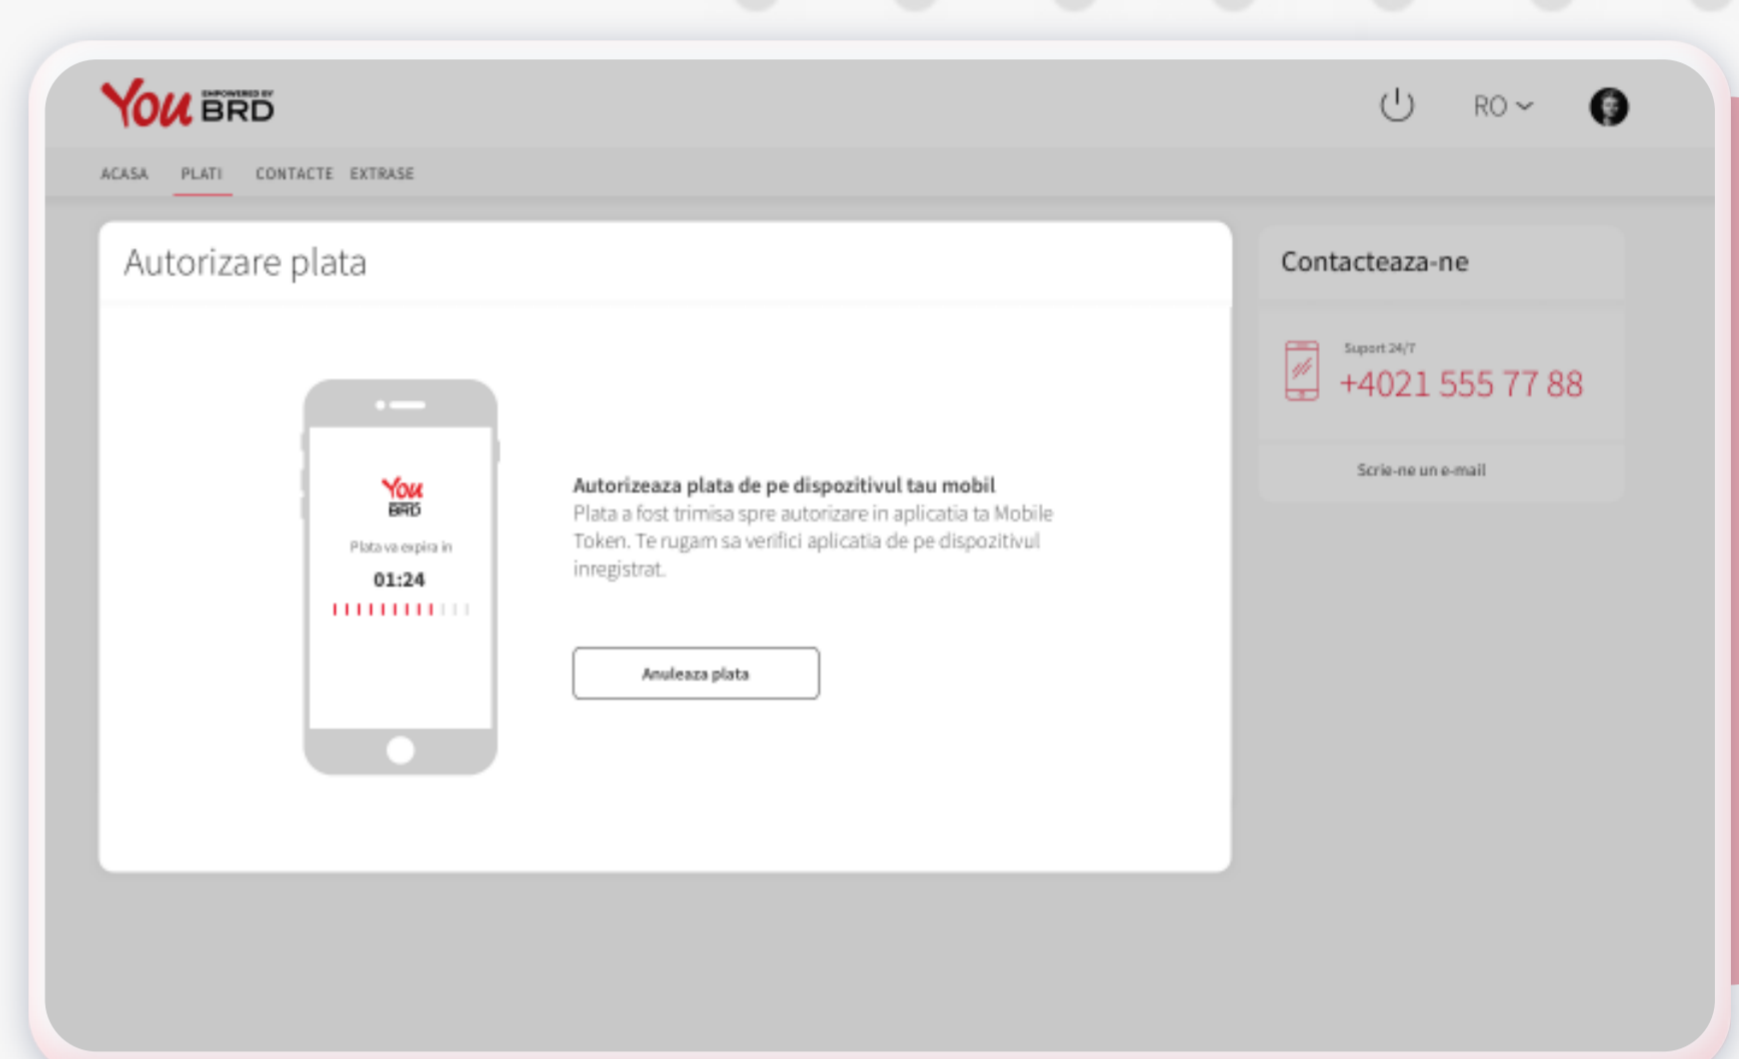 You EMPOWERED BY BRD
RO
ACASA PLATI CONTACTE EXTRASE
Autorizare plata
You
BRD
Plata va expira in
01:24
Autorizeaza plata de pe dispozitivul tau mobil
Plata a fost trimisa spre autorizare in aplicatia ta Mobile
Token. Te rugam sa verifici aplicatia de pe dispozitivul
inregistrat.
Anuleaza plata
Contacteaza-ne
Suport 24/7
+4021 555 77 88
Scrie-ne un e-mail